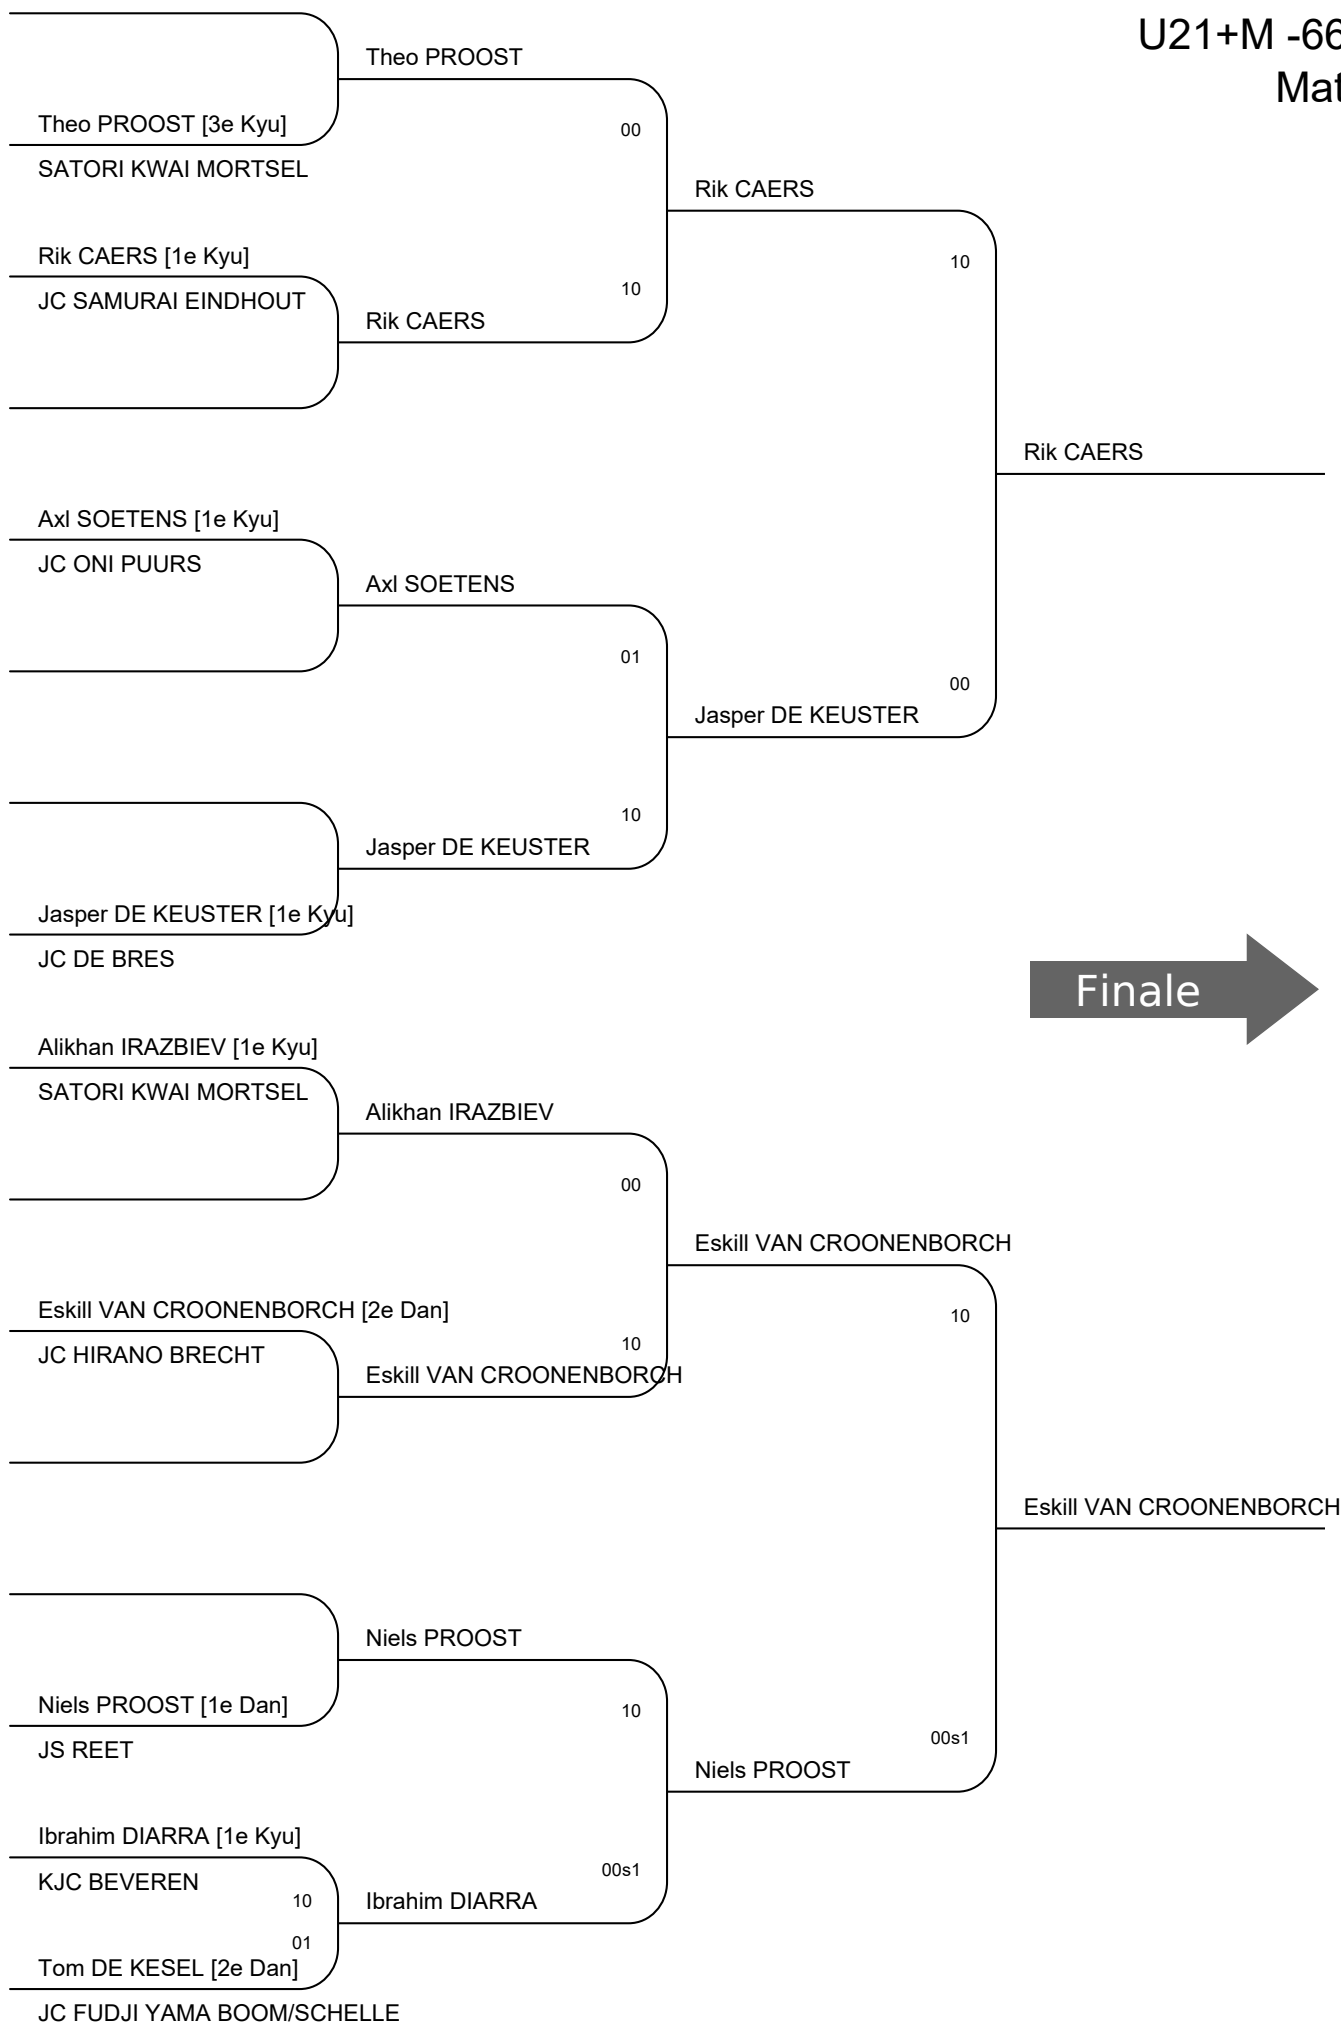 U21+M -66
Mat
Theo PROOST
Theo PROOST [3e Kyu]
00
SATORI KWAI MORTSEL
Rik CAERS
Rik CAERS [1e Kyu]
10
10
JC SAMURAI EINDHOUT
Rik CAERS
Rik CAERS
Axl SOETENS [1e Kyu]
JC ONI PUURS
Axl SOETENS
01
00
Jasper DE KEUSTER
10
Jasper DE KEUSTER
Jasper DE KEUSTER [1e Kyu]
JC DE BRES
Finale
Alikhan IRAZBIEV [1e Kyu]
SATORI KWAI MORTSEL
Alikhan IRAZBIEV
00
Eskill VAN CROONENBORCH
Eskill VAN CROONENBORCH [2e Dan]
10
10
JC HIRANO BRECHT
Eskill VAN CROONENBORCH
Eskill VAN CROONENBORCH
Niels PROOST
Niels PROOST [1e Dan]
10
JS REET
00s1
Niels PROOST
Ibrahim DIARRA [1e Kyu]
00s1
KJC BEVEREN
10
Ibrahim DIARRA
01
Tom DE KESEL [2e Dan]
JC FUDJI YAMA BOOM/SCHELLE